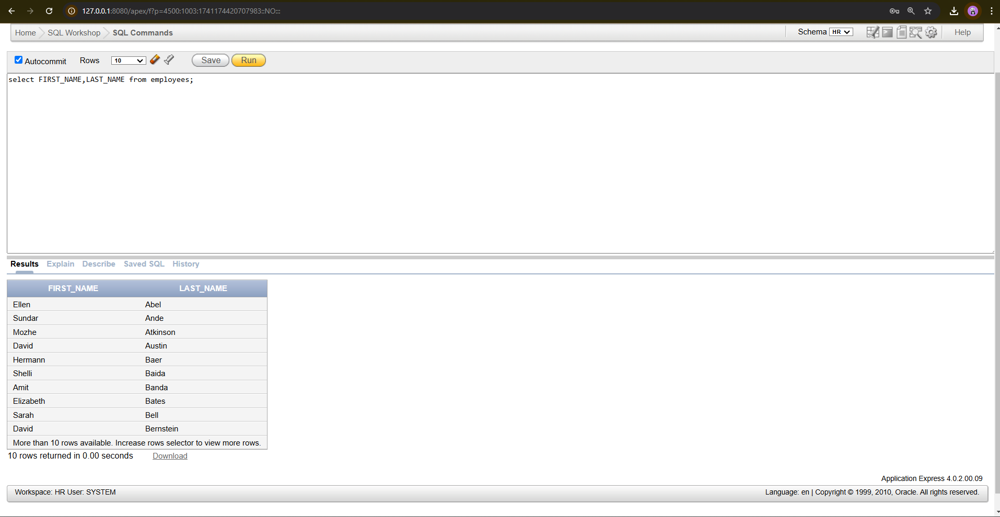 127.0.0.1:8080/apex/f?p=4500:1003:1741174420707983::NO:::
Home SQL Workshop SQL Commands Schema HR Help
Autocommit Rows 10 Save Run
select FIRST_NAME,LAST_NAME from employees;
Results Explain Describe Saved SQL History
FIRST_NAME LAST_NAME
Ellen Abel
Sundar Ande
Mozhe Atkinson
David Austin
Hermann Baer
Shelli Baida
Amit Banda
Elizabeth Bates
Sarah Bell
David Bernstein
More than 10 rows available. Increase rows selector to view more rows.
10 rows returned in 0.00 seconds Download
Application Express 4.0.2.00.09
Workspace: HR User: SYSTEM Language: en | Copyright © 1999, 2010, Oracle. All rights reserved.